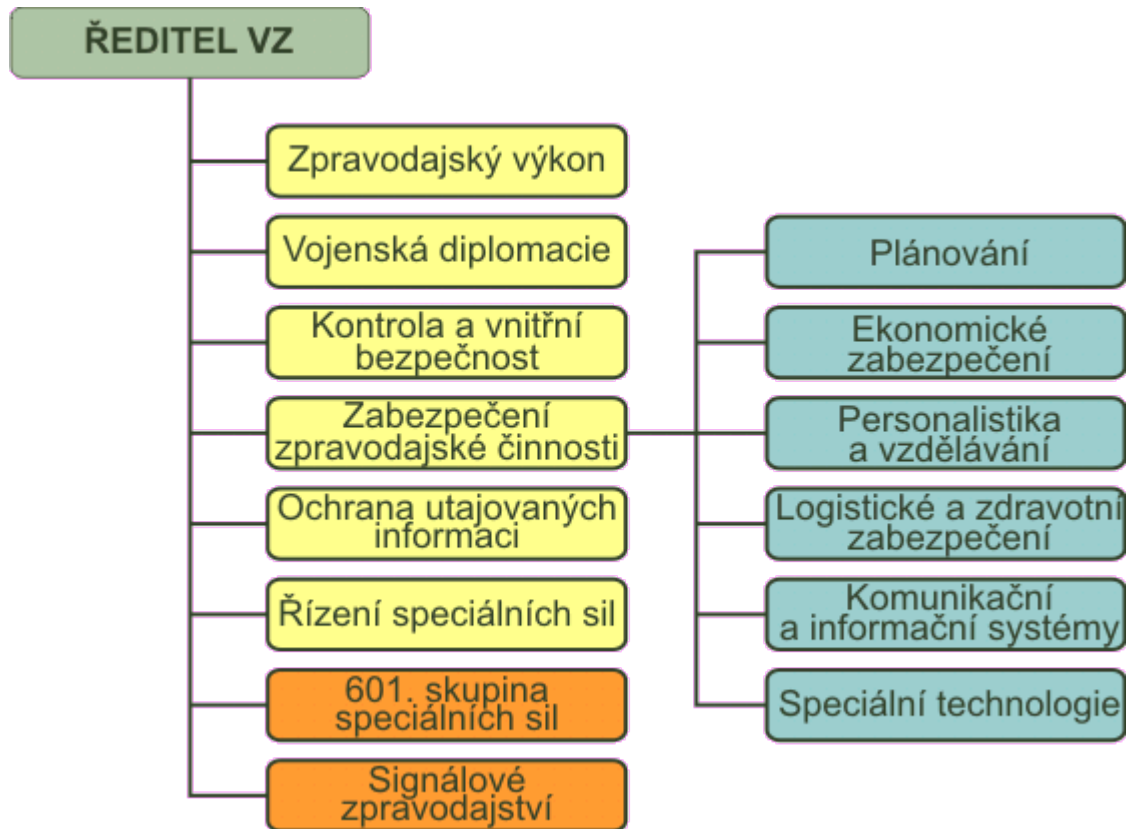 ŘEDITEL VZ
Zpravodajský výkon
Vojenská diplomacie
Kontrola a vnitřní
bezpečnost
Zabezpečení
zpravodajské činnosti
Ochrana utajovaných
informaci
Řízení speciálních sil
601. skupina
speciálních sil
Signálové
zpravodajství
Plánování
Ekonomické
zabezpečení
Personalistika
a vzdělávání
Logistické a zdravotní
zabezpečení
Komunikační
a informační systémy
Speciální technologie